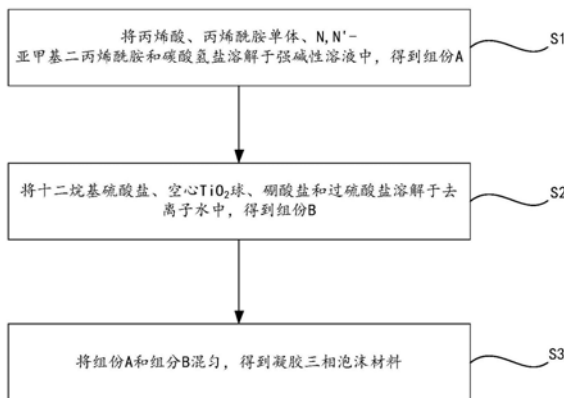 将丙烯酸、丙烯酰胺单体、N,N'-
亚甲基二丙烯酰胺和碳酸氢盐溶解于强碱性溶液中，得到组份A
S1
将十二烷基硫酸盐、空心TiO₂球、硼酸盐和过硫酸盐溶解于去
离子水中，得到组份B
S2
将组份A和组分B混匀，得到凝胶三相泡沫材料
S3